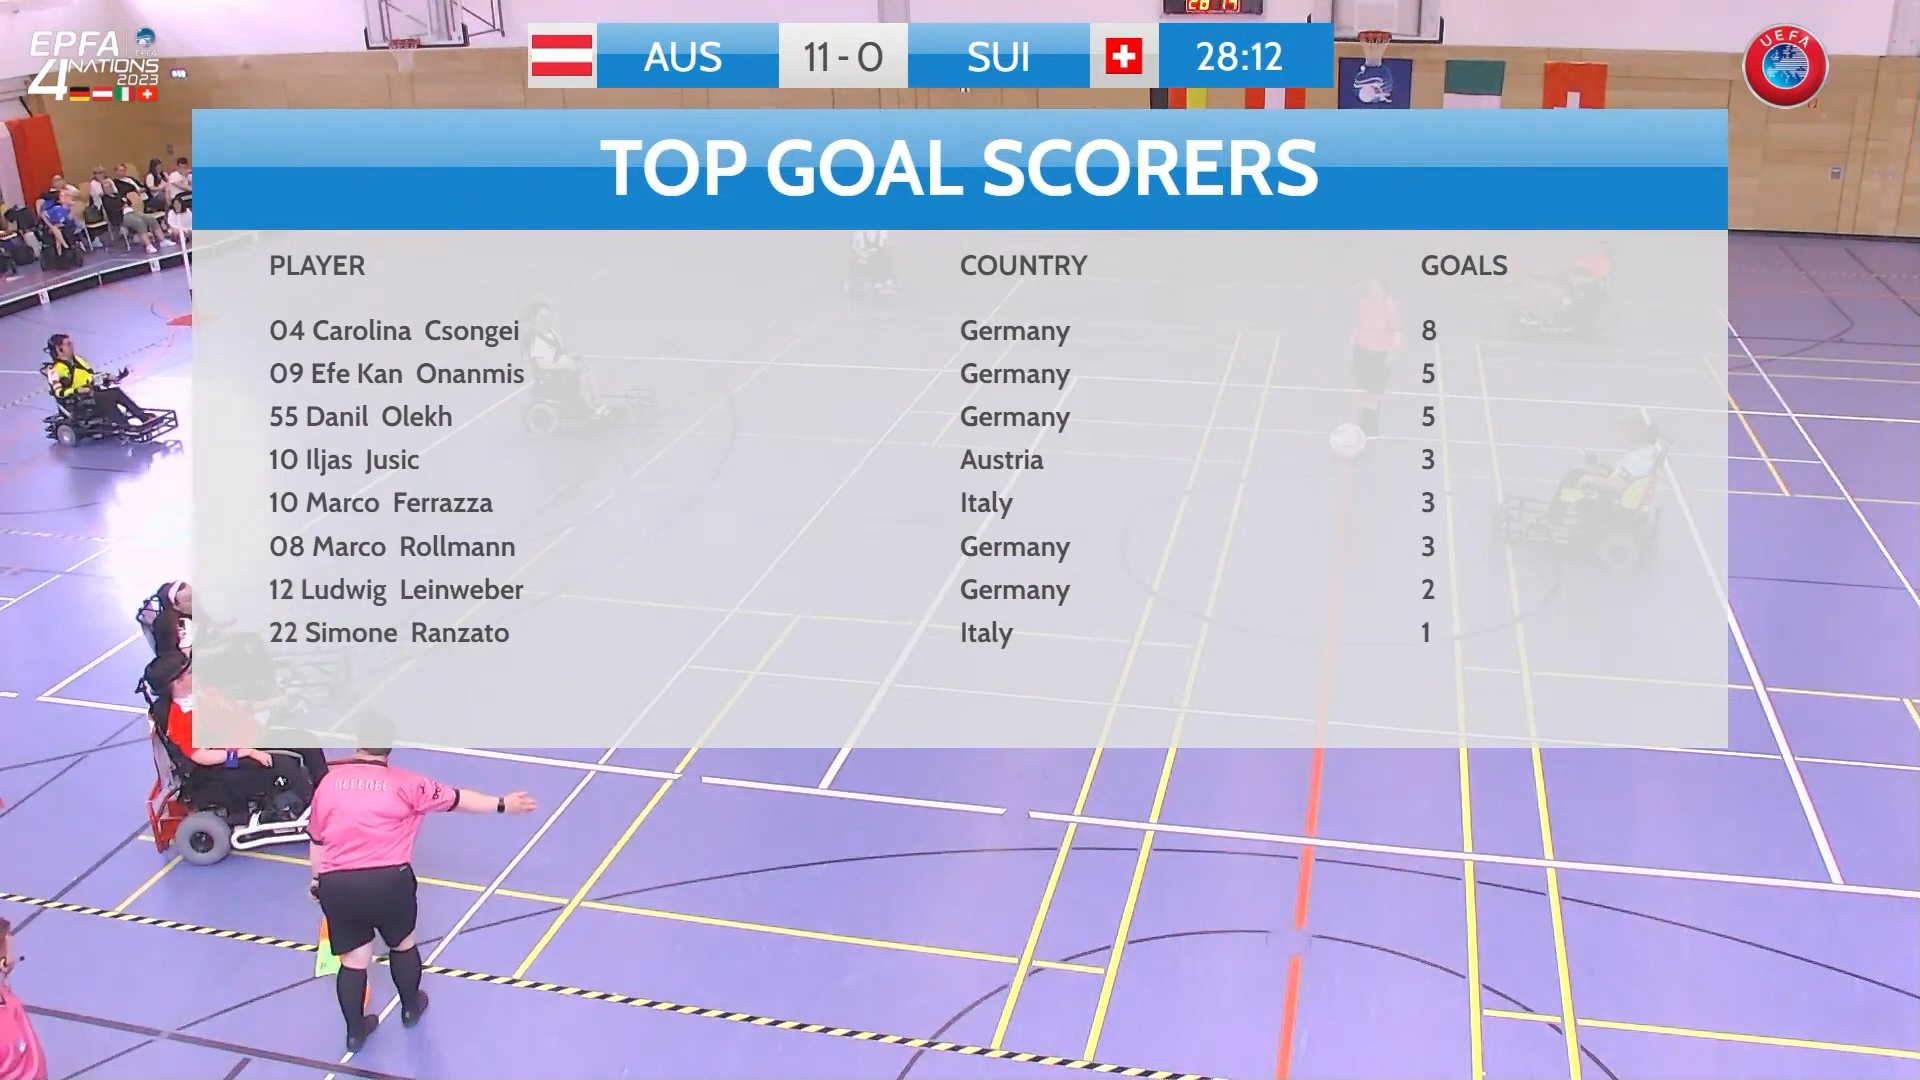 EPFA
EPFA
4 NATIONS
2023
AUS 11 - 0 SUI 28:12
UEFA
TOP GOAL SCORERS
PLAYER COUNTRY GOALS
04 Carolina Csongei Germany 8
09 Efe Kan Onanmis Germany 5
55 Danil Olekh Germany 5
10 Iljas Jusic Austria 3
10 Marco Ferrazza Italy 3
08 Marco Rollmann Germany 3
12 Ludwig Leinweber Germany 2
22 Simone Ranzato Italy 1
REFEREE